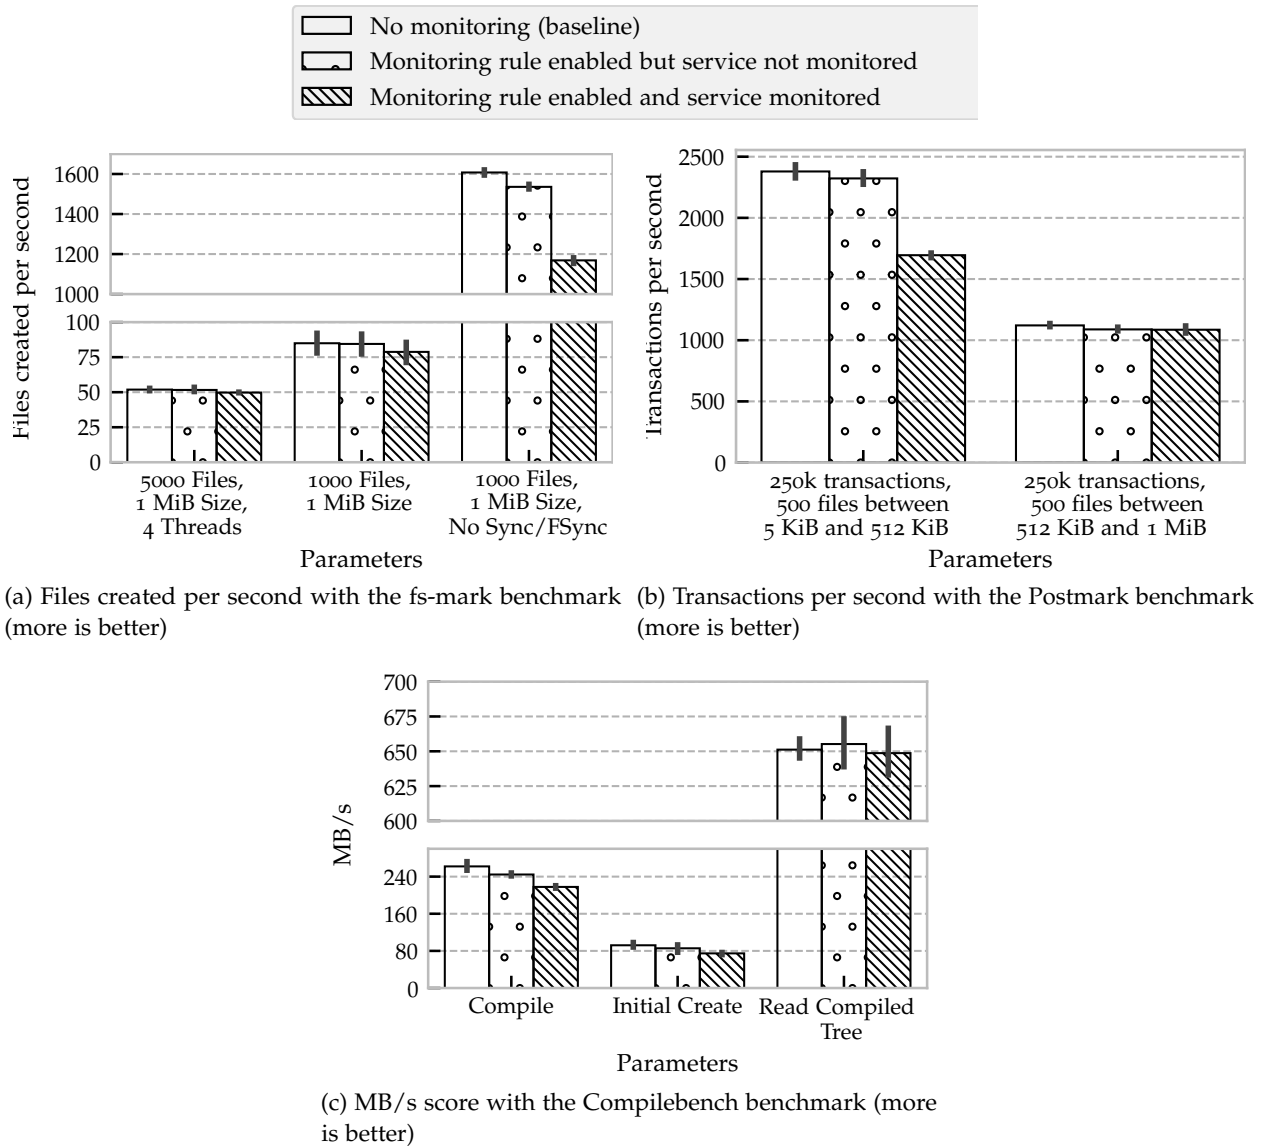 No monitoring (baseline)
Monitoring rule enabled but service not monitored
Monitoring rule enabled and service monitored
Files created per second
1600
1400
1200
1000
100
75
50
25
0
5000 Files,
1 MiB Size,
4 Threads
1000 Files,
1 MiB Size
1000 Files,
1 MiB Size,
No Sync/FSync
Parameters
(a) Files created per second with the fs-mark benchmark
(more is better)
Transactions per second
2500
2000
1500
1000
500
0
250k transactions,
500 files between
5 KiB and 512 KiB
250k transactions,
500 files between
512 KiB and 1 MiB
Parameters
(b) Transactions per second with the Postmark benchmark
(more is better)
MB/s
700
675
650
625
600
240
160
80
0
Compile
Initial Create
Read Compiled
Tree
Parameters
(c) MB/s score with the Compilebench benchmark (more
is better)